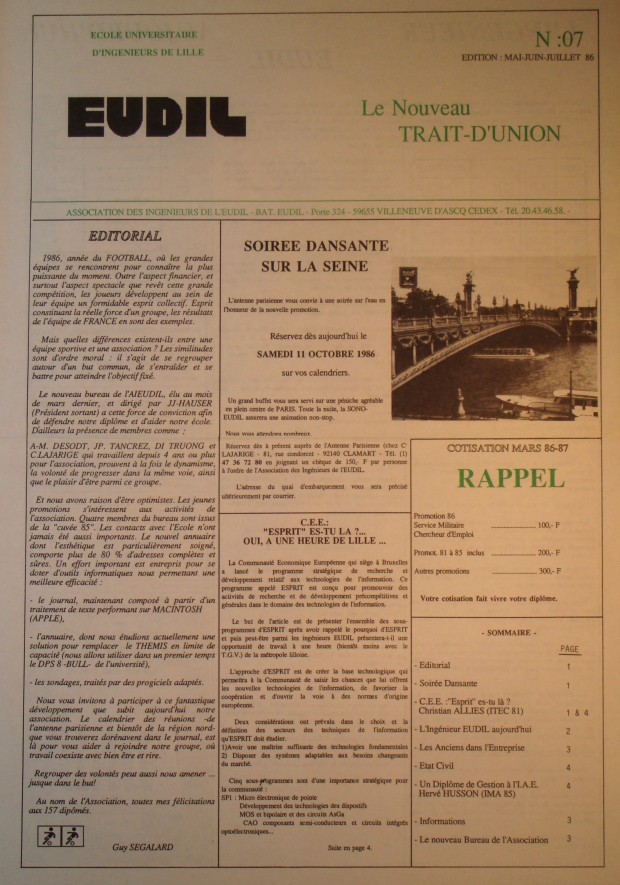 ECOLE UNIVERSITAIRE
D'INGENIEURS DE LILLE
N :07
EDITION : MAI-JUIN-JUILLET 86
EUDIL
Le Nouveau
TRAIT-D'UNION
ASSOCIATION DES INGENIEURS DE L'EUDIL - BAT. EUDIL - Porte 324 - 59655 VILLENEUVE D'ASCQ CEDEX - Tél. 20.43.46.58. -
EDITORIAL
1986, année du FOOTBALL, où les grandes
équipes se rencontrent pour connaître la plus
puissante du moment. Outre l'aspect financier, et
surtout l'aspect spectacle que revêt cette grande
compétition, les joueurs développent au sein de
leur équipe un formidable esprit collectif. Esprit
constituant la réelle force d'un groupe, les résultats
de l'équipe de FRANCE en sont des exemples.
Mais quelles différences existent-ils entre une
équipe sportive et une association ? Les similitudes
sont d'ordre moral : il s'agit de se regrouper
autour d'un but commun, de s'entraider et se
battre pour atteindre l'objectif fixé.
Le nouveau bureau de l'AIEUDIL, élu au mois
de mars dernier, et dirigé par JJ-HAUSER
(Président sortant) a cette force de conviction afin
de défendre notre diplôme et d'aider notre école.
D'ailleurs la présence de membres comme :
A-M. DESODT, JP. TANCREZ, DI TRUONG et
C.LAJARIGE qui travaillent depuis 4 ans ou plus
pour l'association, prouvent à la fois le dynamisme,
la volonté de progresser dans la même voie, ainsi
que le plaisir d'être parmi ce groupe.
Et nous avons raison d'être optimistes. Les jeunes
promotions s'intéressent aux activités de
l'association. Quatre membres du bureau sont issus
de la "cuvée 85". Les contacts avec l'Ecole n'ont
jamais été aussi importants. Le nouvel annuaire
dont l'esthétique est particulièrement soigné,
comporte plus de 80 % d'adresses complètes et
sûres. Un effort important est entrepris pour se
doter d'outils informatiques nous permettant une
meilleure efficacité :
- le journal, maintenant composé à partir d'un
traitement de texte performant sur MACINTOSH
(APPLE),
- l'annuaire, dont nous étudions actuellement une
solution pour remplacer le THEMIS en limite de
capacité (nous allons utiliser dans un premier temps
le DPS 8 -BULL- de l'université),
- les sondages, traités par des progiciels adaptés.
Nous vous invitons à participer à ce fantastique
développement que subit aujourd'hui notre
association. Le calendrier des réunions -de
l'antenne parisienne et bientôt de la région nord-
que vous trouverez dorénavant dans le journal, est
là pour vous aider à rejoindre notre groupe, où
travail coexiste avec bien être et rire.
Regrouper des volontés peut aussi nous amener ...
jusque dans le but!
Au nom de l'Association, toutes mes félicitations
aux 157 dipômés.
Guy SEGALARD
SOIREE DANSANTE
SUR LA SEINE
L'antenne parisienne vous convie à une soirée sur l'eau en
l'honneur de la nouvelle promotion.
Réservez dès aujourd'hui le
SAMEDI 11 OCTOBRE 1986
sur vos calendriers.
Un grand buffet vous sera servi sur une péniche agréable
en plein centre de PARIS. Toute la suite, la SONO-
EUDIL assurera une animation non-stop.
Nous vous attendons nombreux.
Réservations dès à présent auprès de l'Antenne Parisienne (chez C.
LAJARIGE - 81, rue condorcet - 92140 CLAMART - Tél. (1)
47 36 72 80 en joignant un chèque de 150,- F par personne
à l'ordre de l'Association des Ingénieurs de l'EUDIL.
L'adresse du quai d'embarquement vous sera précisé
ultérieurement par courrier.
C.E.E.:
"ESPRIT" ES-TU LA ?...
OUI, A UNE HEURE DE LILLE ...
La Communauté Economique Européenne qui siège à Bruxelles
a lancé le programme stratégique de recherche et
développement relatif aux technologies de l'information. Ce
programme appelé ESPRIT est conçu pour promouvoir des
activités de recherche et de développement précompétitives et
générales dans le domaine des technologies de l'information.
Le but de l'article est de présenter l'ensemble des sous-
programmes d'ESPRIT après avoir rappelé le pourquoi d'ESPRIT
et puis peut-être parmi les ingénieurs EUDIL présentera-t-il une
opportunité de travail à une heure (bientôt moins avec le
T.G.V.) de la métropole lilloise.
L'approche d'ESPRIT est de créer la base technologique qui
permettra à la Communauté de saisir les chances que lui offrent
les nouvelles technologies de l'information, de favoriser la
coopération et d'ouvrir la voie à des normes d'origine
européenne.
Deux considérations ont prévalu dans le choix et la
définition des secteurs des techniques de l'information
qu'ESPRIT doit étudier.
1)Avoir une maîtrise suffisante des technologies fondamentales
2) Disposer des systèmes adaptables aux besoins changeants
du marché.
Cinq sous-programmes sont d'une importance stratégique pour
la communauté :
SP1 : Micro électronique de pointe
Développement des technologies des dispositifs
MOS et bipolaire et des circuits AsGa
CAO composants semi-conducteurs et circuits intégrés
optoélectroniques...
Suite en page 4.
COTISATION MARS 86-87
RAPPEL
Promotion 86
Service Militaire ........ 100,- F
Chercheur d'Emploi
Promot. 81 à 85 inclus ........ 200,- F
Autres promotions ........ 300,- F
Votre cotisation fait vivre votre diplôme.
- SOMMAIRE -
PAGE
- Editorial 1
- Soirée Dansante 1
- C.E.E. :"Esprit" es-tu là ?
Christian ALLIES (ITEC 81) 1 & 4
- L'Ingénieur EUDIL aujourd'hui 2
- Les Anciens dans l'Entreprise 3
- Etat Civil 4
- Un Diplôme de Gestion à l'I.A.E. 4
Hervé HUSSON (IMA 85)
- Informations 3
- Le nouveau Bureau de l'Association 3